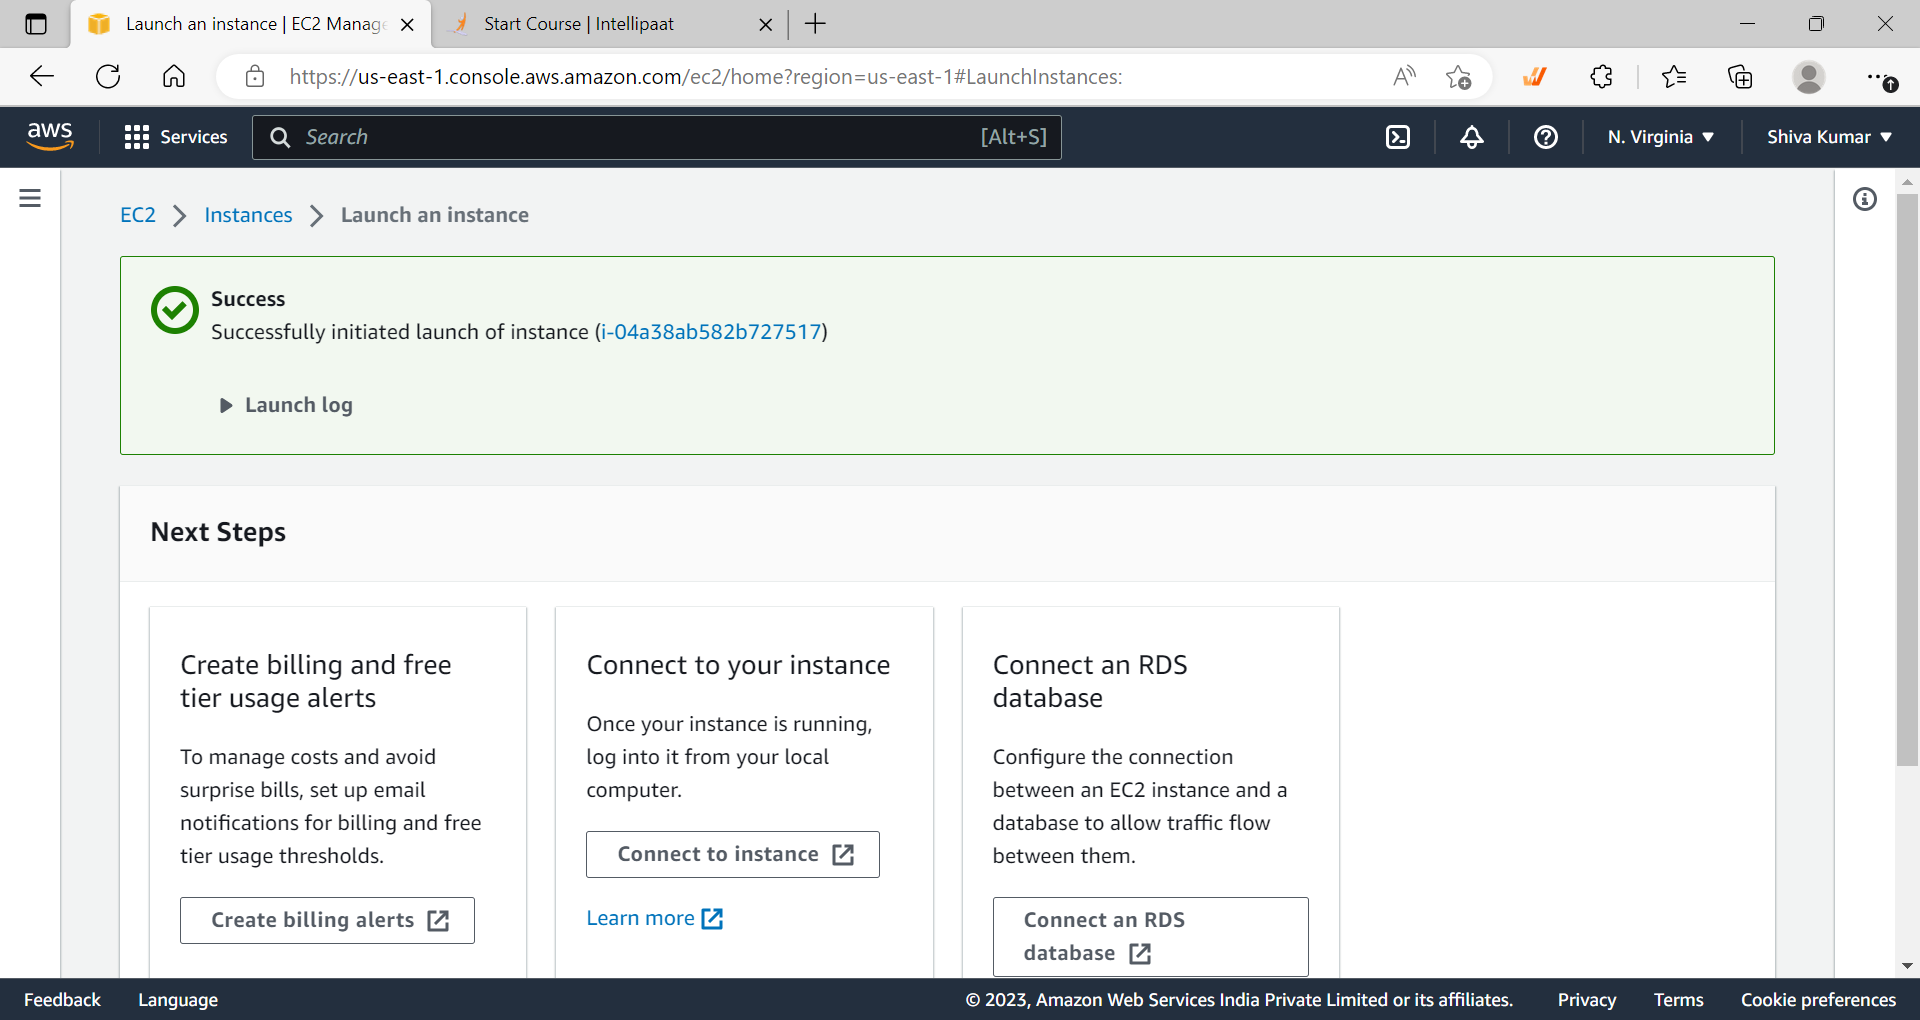 Launch an instance | EC2 Manage
Start Course | Intellipaat
https://us-east-1.console.aws.amazon.com/ec2/home?region=us-east-1#LaunchInstances:
aws
Services
Search
[Alt+S]
N. Virginia
Shiva Kumar
EC2
Instances
Launch an instance
Success
Successfully initiated launch of instance (i-04a38ab582b727517)
Launch log
Next Steps
Create billing and free
tier usage alerts
To manage costs and avoid
surprise bills, set up email
notifications for billing and free
tier usage thresholds.
Create billing alerts
Connect to your instance
Once your instance is running,
log into it from your local
computer.
Connect to instance
Learn more
Connect an RDS
database
Configure the connection
between an EC2 instance and a
database to allow traffic flow
between them.
Connect an RDS
database
Feedback
Language
© 2023, Amazon Web Services India Private Limited or its affiliates.
Privacy
Terms
Cookie preferences